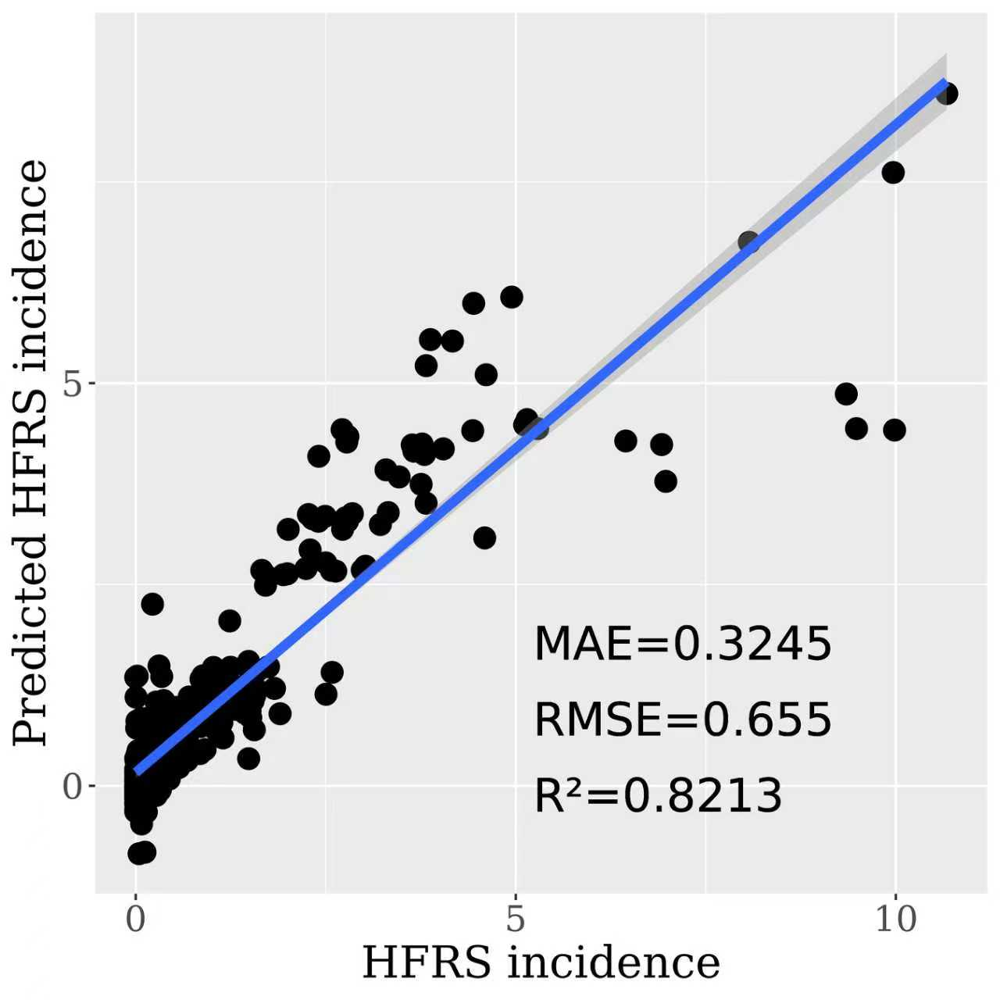 Predicted HFRS incidence
5
0
MAE=0.3245
RMSE=0.655
R²=0.8213
0
5
10
HFRS incidence